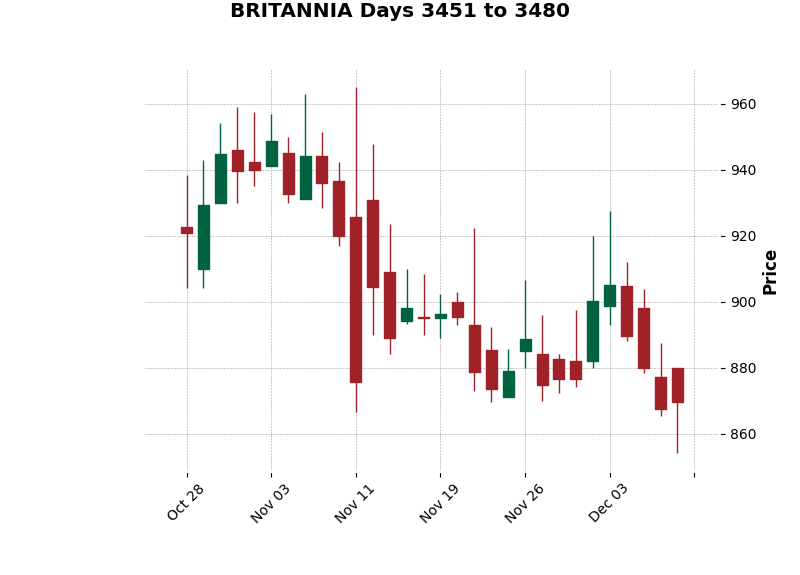 BRITANNIA Days 3451 to 3480
960
940
920
900
880
860
Price
Oct 28
Nov 03
Nov 11
Nov 19
Nov 26
Dec 03